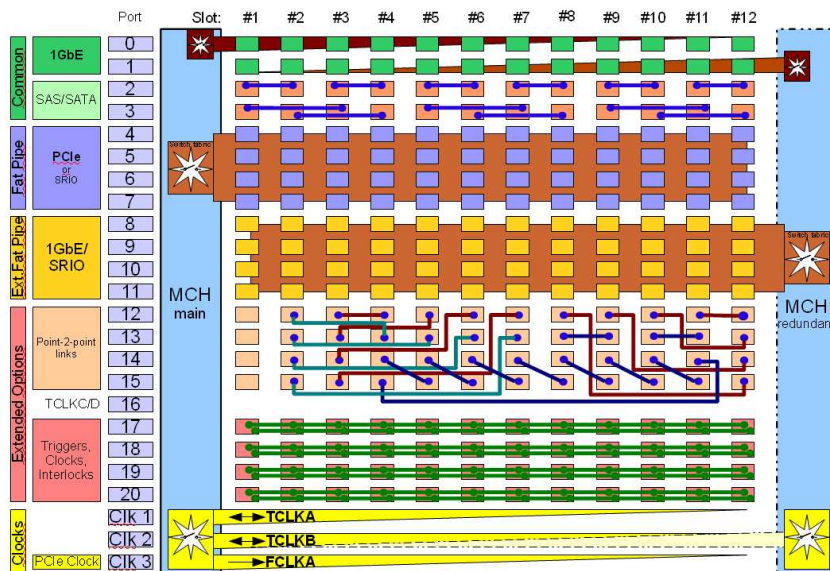 Port Slot: #1 #2 #3 #4 #5 #6 #7 #8 #9 #10 #11 #12
Common
1GbE
0
1
SAS/SATA
2
3
Fat Pipe
PCIe
or
SRIO
4
5
6
7
Switch fabric
Ext.Fat Pipe
1GbE/
SRIO
8
9
10
11
Switch fabric
MCH
main
MCH
redundan
Extended Options
Point-2-point
links
12
13
14
15
TCLKC/D
16
Triggers,
Clocks,
Interlocks
17
18
19
20
Clocks
Clk 1
TCLKA
Clk 2
TCLKB
PCIe Clock
Clk 3
FCLKA